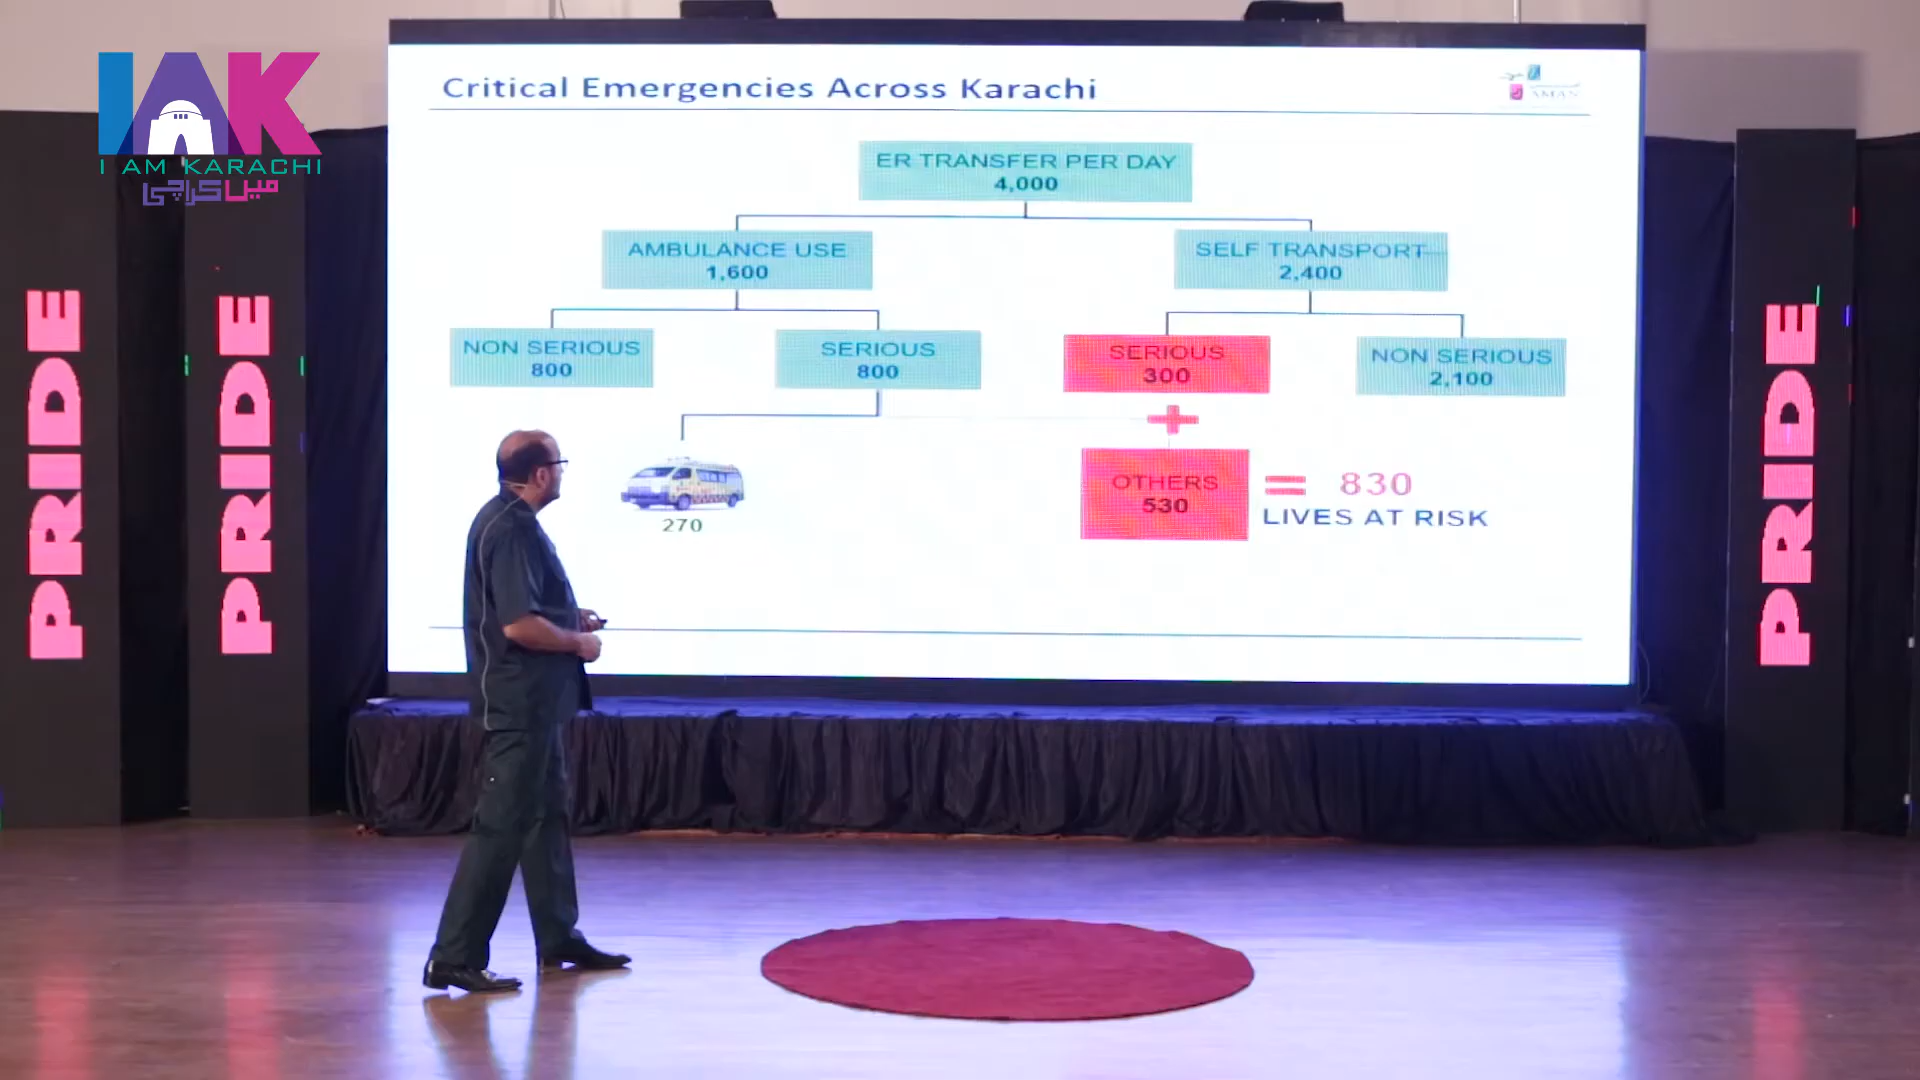 IAK
I AM KARACHI
میں کراچی
PRIDE
PRIDE
PRIDE
Critical Emergencies Across Karachi
AMAN
ER TRANSFER PER DAY
4,000
AMBULANCE USE
1,600
SELF TRANSPORT
2,400
NON SERIOUS
800
SERIOUS
800
SERIOUS
300
NON SERIOUS
2,100
+
270
OTHERS
530
= 830
LIVES AT RISK